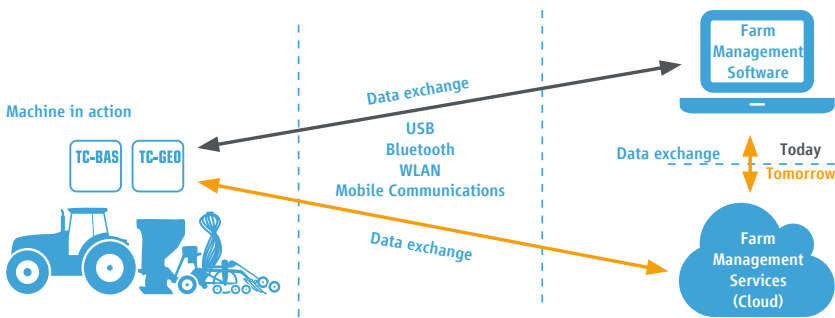 Machine in action
TC-BAS
TC-GEO
Data exchange
USB
Bluetooth
WLAN
Mobile Communications
Data exchange
Farm
Management
Software
Data exchange
Today
Tomorrow
Farm
Management
Services
(Cloud)